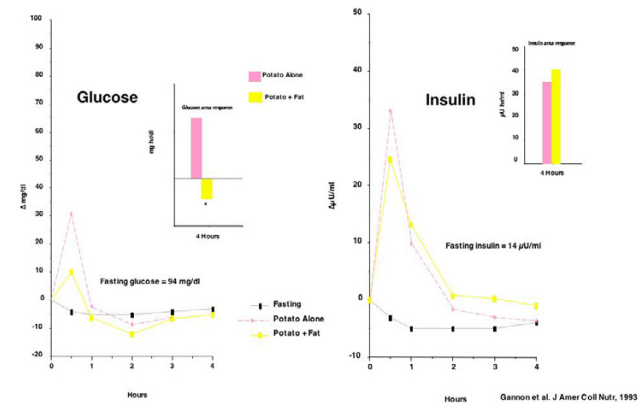 Glucose
Δ mg/dl
100
90
80
70
60
50
40
30
20
10
0
-10
-20
0
1
2
3
4
Hours
Glucose area response
mg hr/dl
*
4 Hours
Potato Alone
Potato + Fat
Fasting glucose = 94 mg/dl
Fasting
Potato Alone
Potato + Fat
Insulin
ΔµU/ml
50
40
30
20
10
0
-10
0
1
2
3
4
Hours
Insulin area response
µU hr/ml
50
40
30
20
10
0
4 Hours
Fasting insulin = 14 µU/ml
Gannon et al. J Amer Coll Nutr, 1993